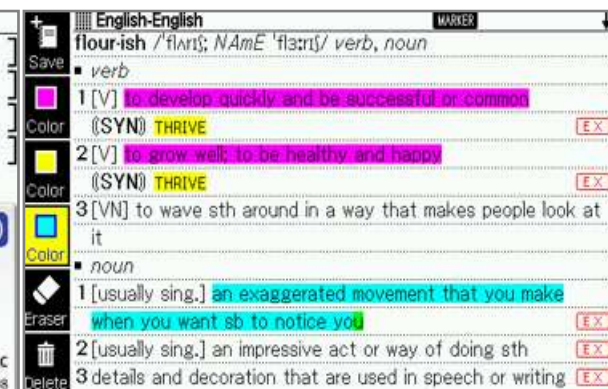 English-English MARKER
flour·ish /ˈflʌrɪʃ; NAmE ˈflɜːrɪʃ/ verb, noun
Save
▪ verb
1 [V] to develop quickly and be successful or common
Color
((SYN)) THRIVE EX
2 [V] to grow well; to be healthy and happy
Color
((SYN)) THRIVE EX
3 [VN] to wave sth around in a way that makes people look at
it
Color
▪ noun
1 [usually sing.] an exaggerated movement that you make
Eraser
when you want sb to notice you EX
2 [usually sing.] an impressive act or way of doing sth EX
Delete
3 details and decoration that are used in speech or writing EX